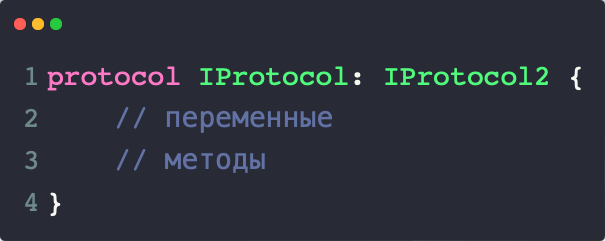 1 protocol IProtocol: IProtocol2 {
2     // переменные
3     // методы
4 }